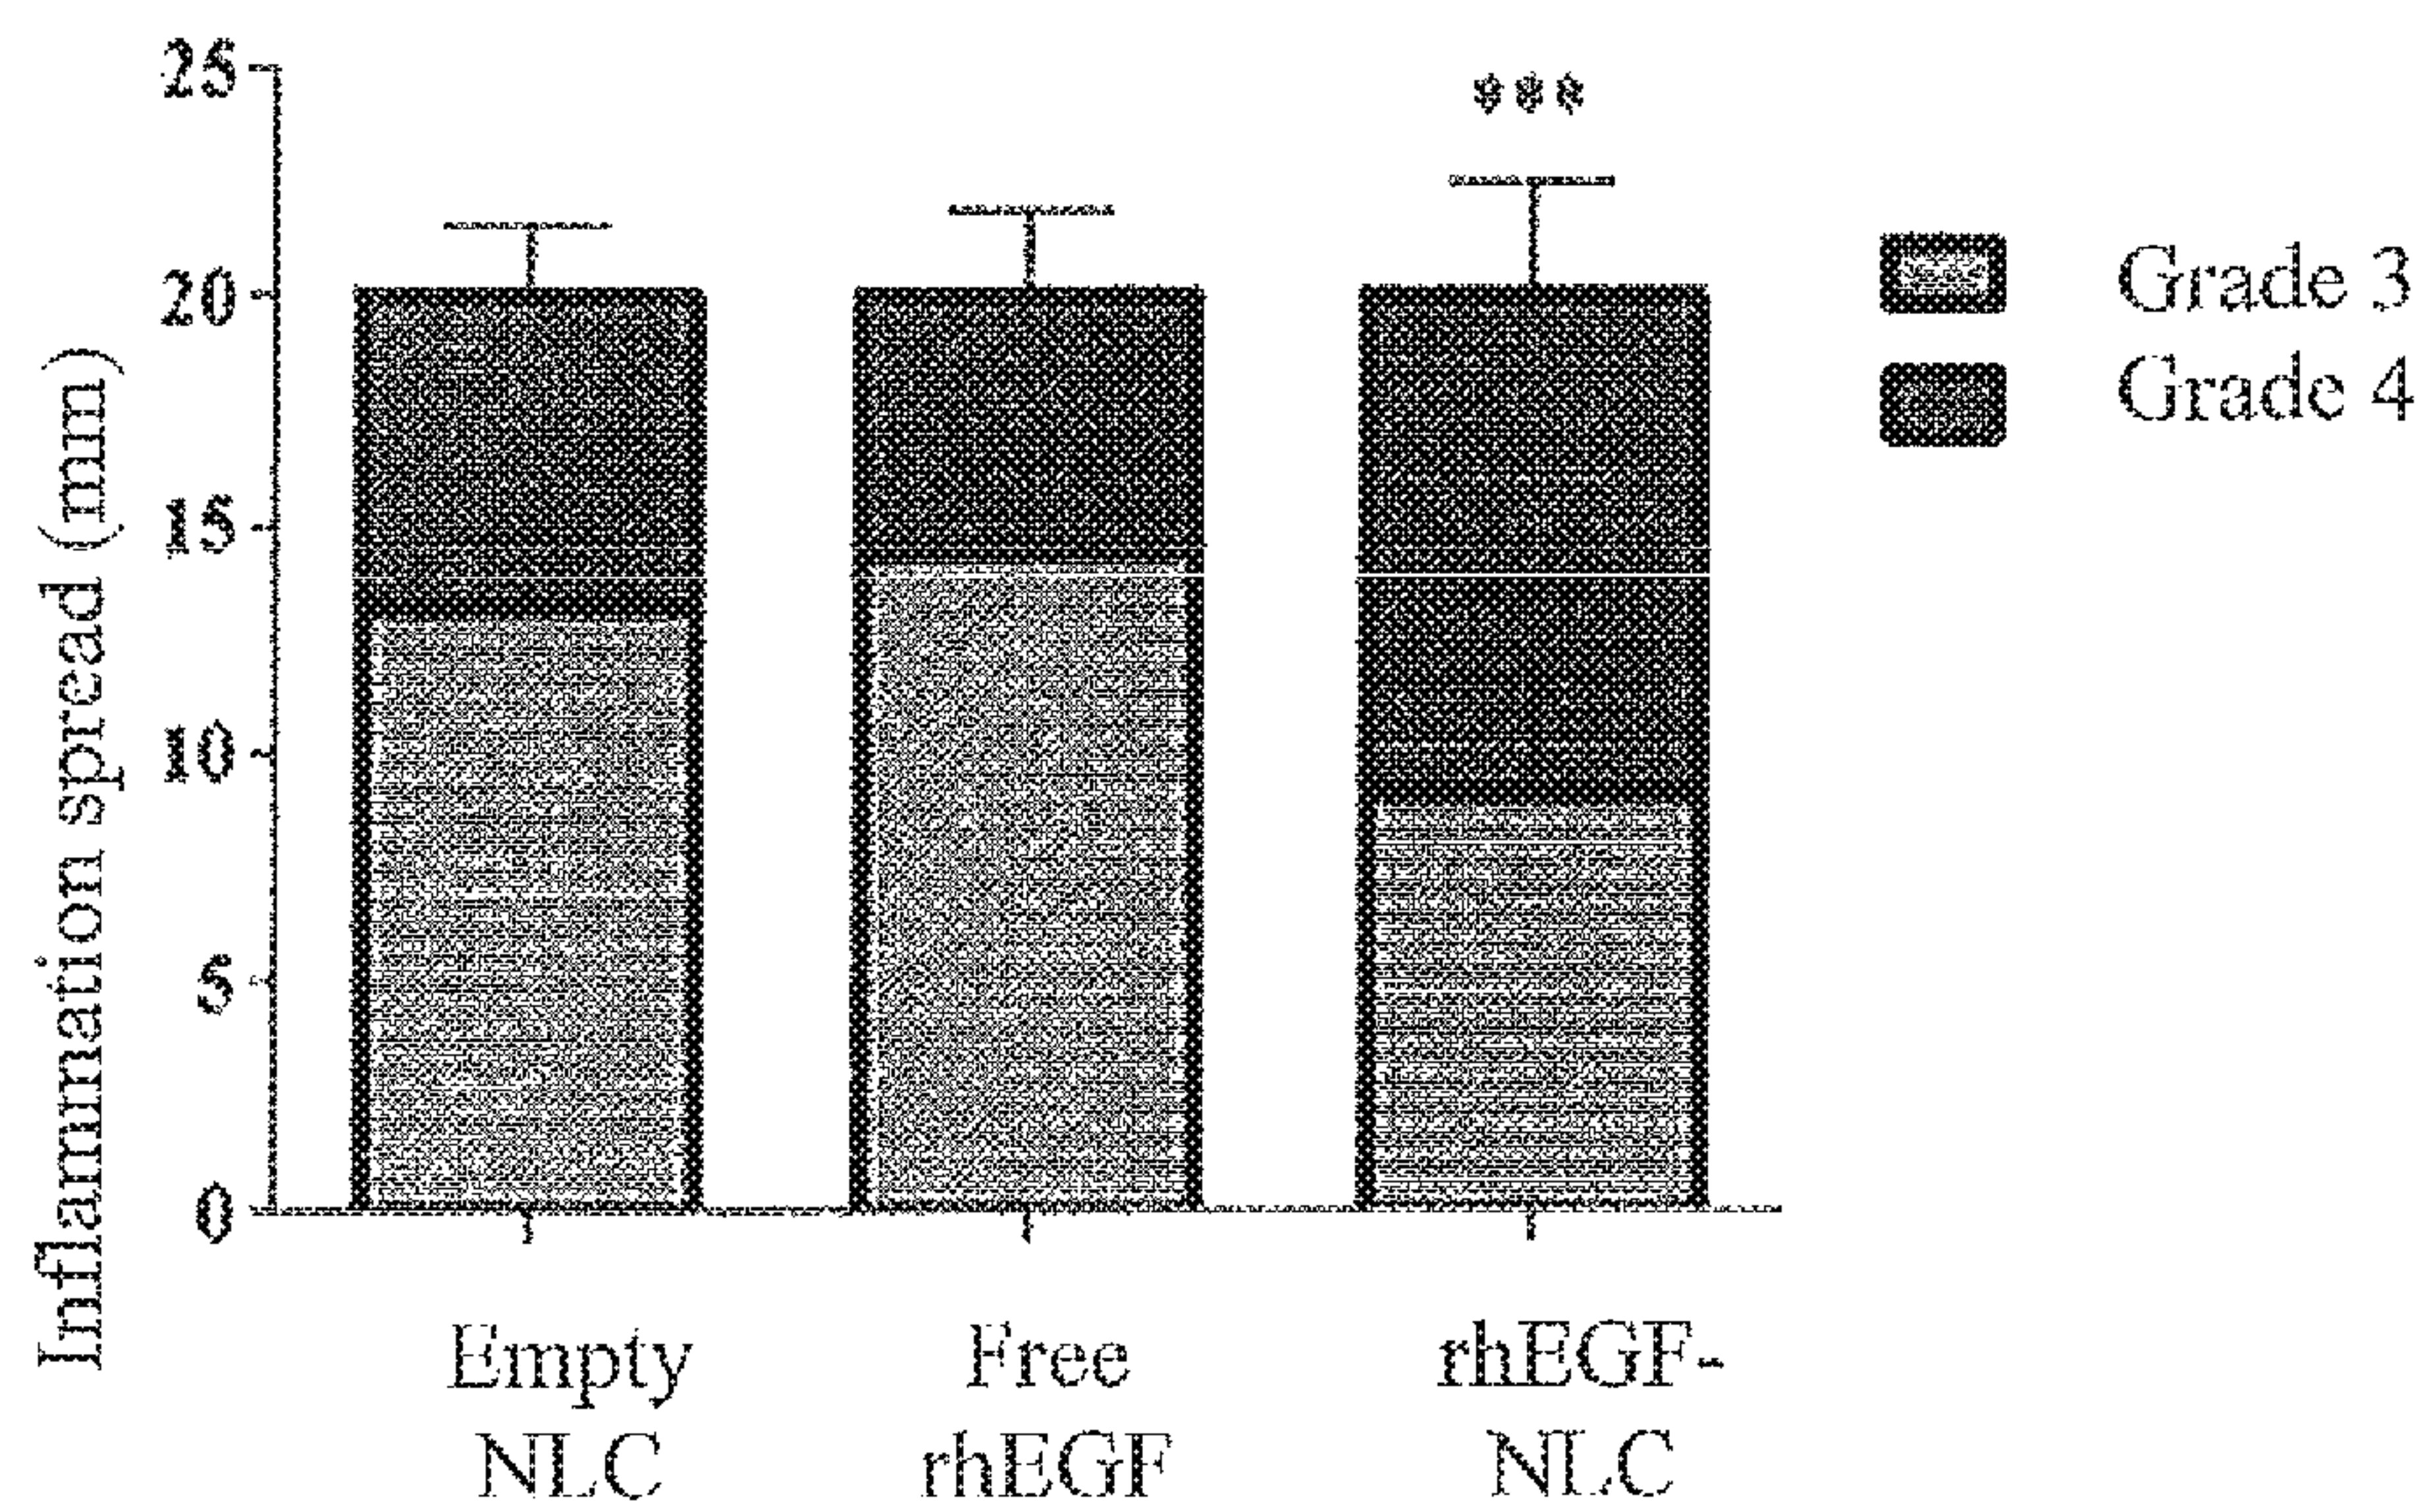 Inflammation spread (mm)
25
20
15
10
5
0
***
Grade 3
Grade 4
Empty
NLC
Free
rhEGF
rhEGF-
NLC